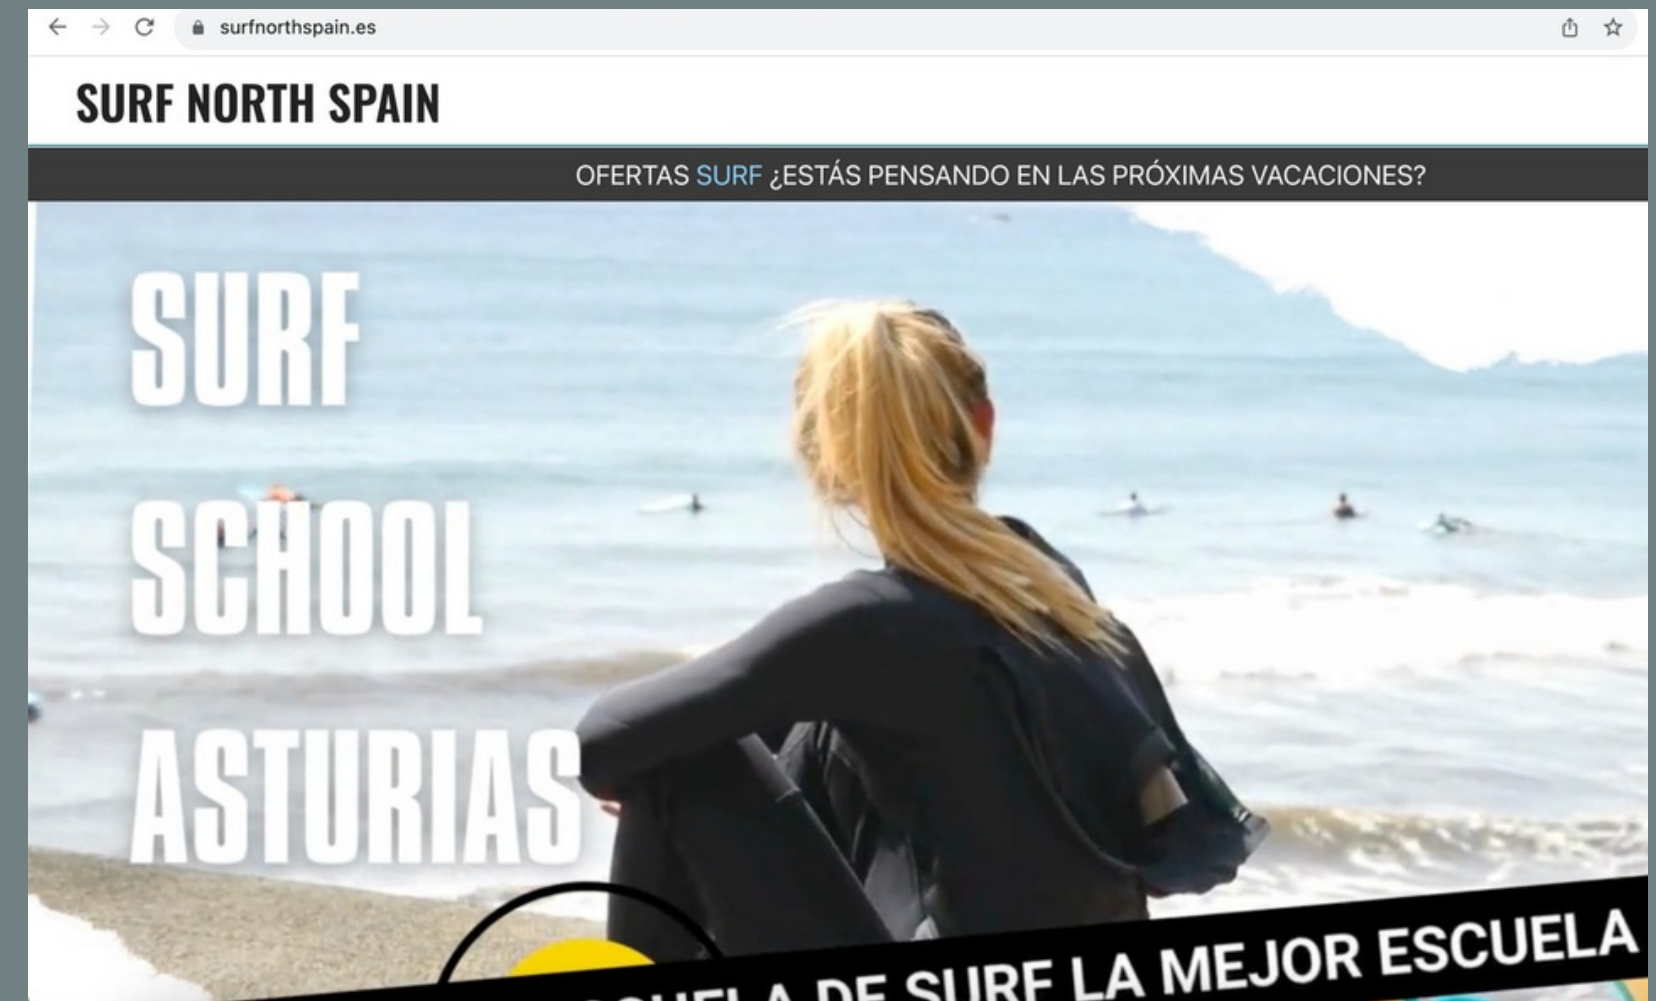 surfnorthspain.es
SURF NORTH SPAIN
OFERTAS SURF ¿ESTÁS PENSANDO EN LAS PRÓXIMAS VACACIONES?
SURF
SCHOOL
ASTURIAS
ESCUELA DE SURF LA MEJOR ESCUELA